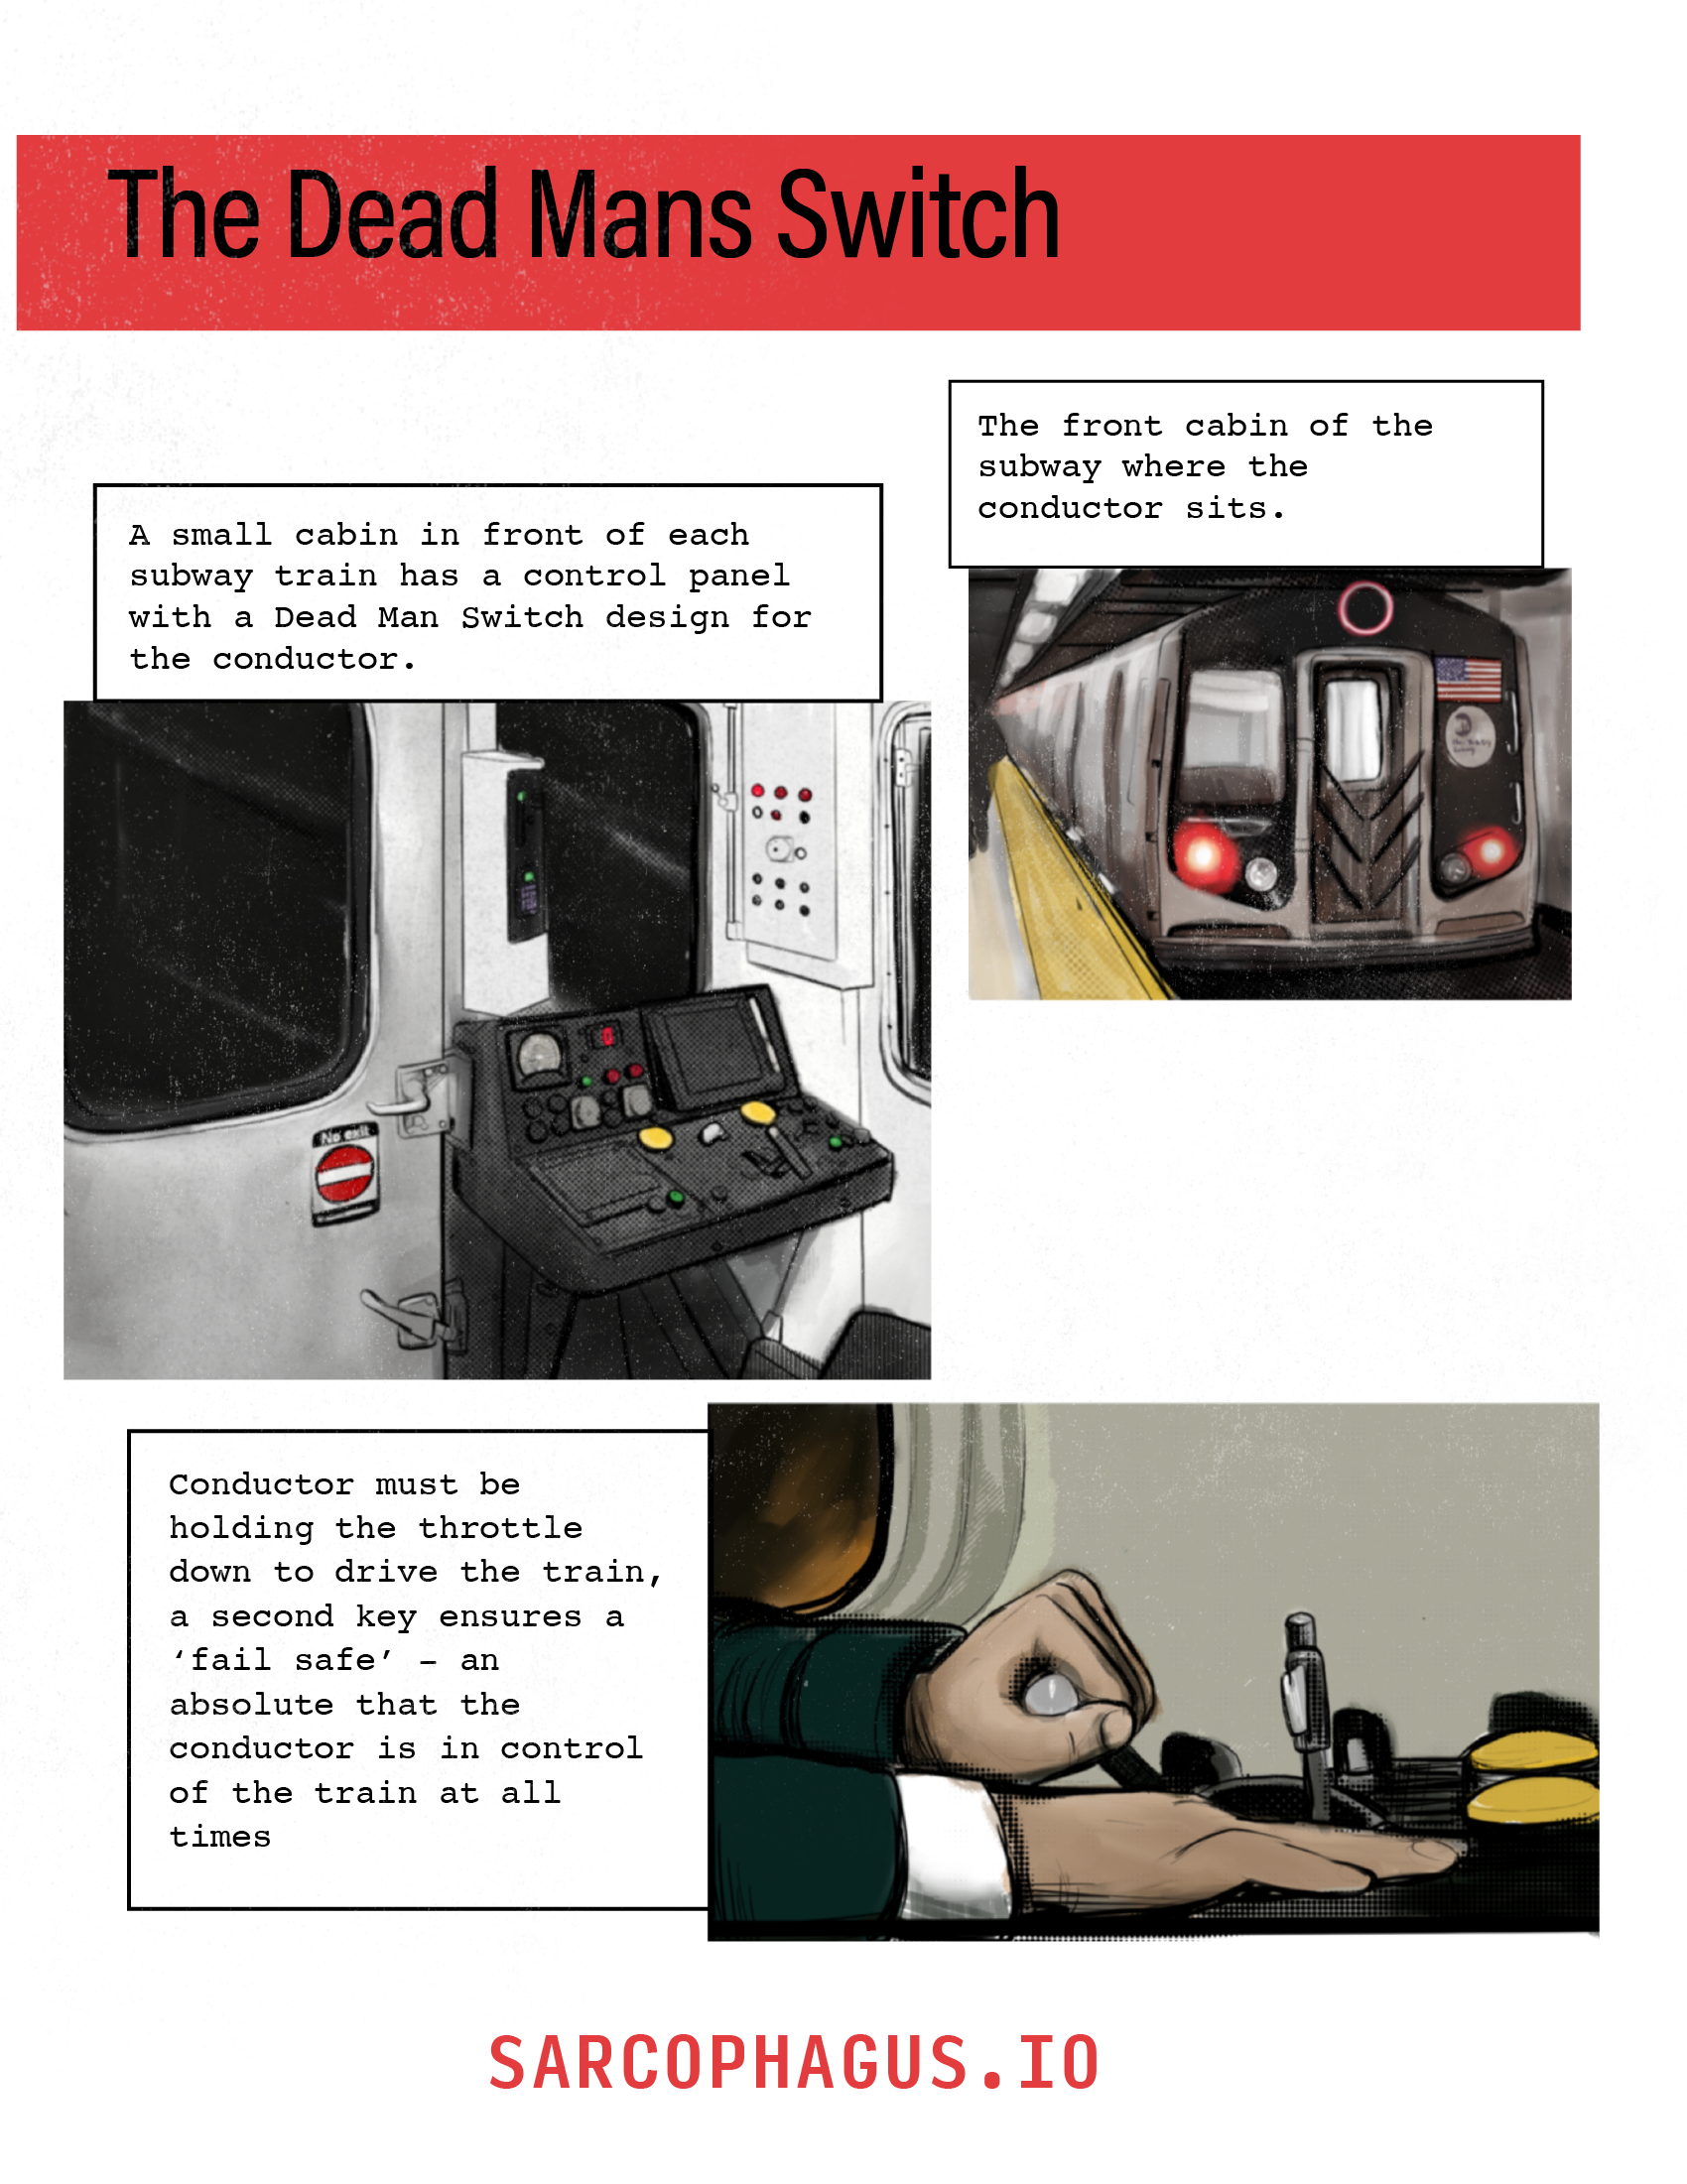 The Dead Mans Switch
The front cabin of the
subway where the
conductor sits.
A small cabin in front of each
subway train has a control panel
with a Dead Man Switch design for
the conductor.
No exit
Conductor must be
holding the throttle
down to drive the train,
a second key ensures a
‘fail safe’ – an
absolute that the
conductor is in control
of the train at all
times
SARCOPHAGUS.IO